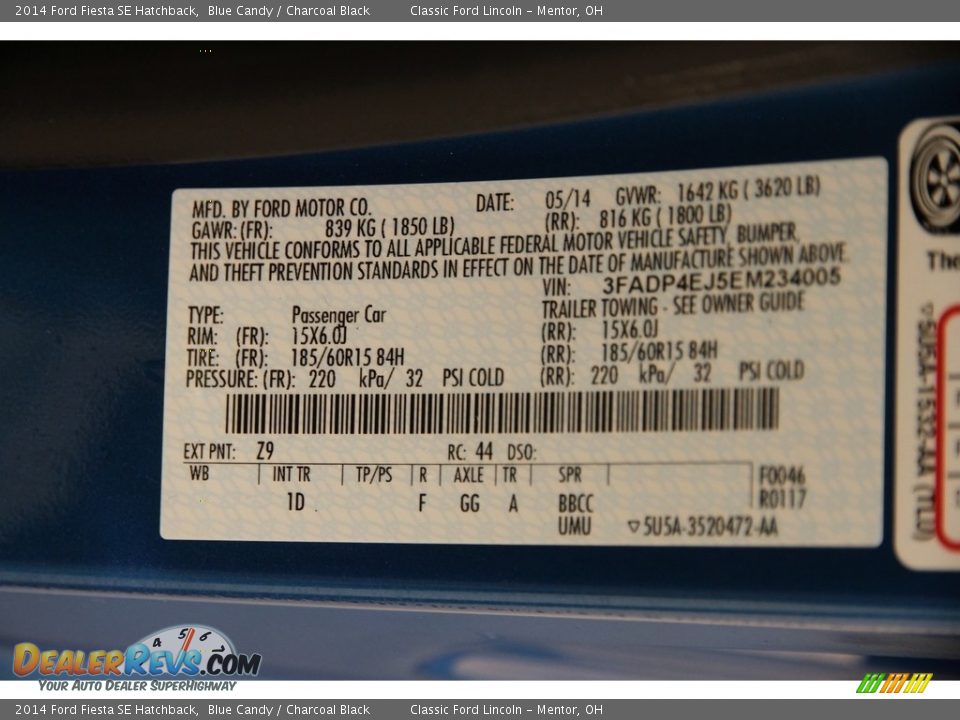 2014 Ford Fiesta SE Hatchback,  Blue Candy / Charcoal Black    Classic Ford Lincoln - Mentor, OH
MFD. BY FORD MOTOR CO. DATE: 05/14 GVWR: 1642 KG ( 3620 LB)
GAWR: (FR): 839 KG ( 1850 LB) (RR): 816 KG ( 1800 LB)
THIS VEHICLE CONFORMS TO ALL APPLICABLE FEDERAL MOTOR VEHICLE SAFETY, BUMPER,
AND THEFT PREVENTION STANDARDS IN EFFECT ON THE DATE OF MANUFACTURE SHOWN ABOVE.
VIN: 3FADP4EJ5EM234005
TYPE: Passenger Car TRAILER TOWING - SEE OWNER GUIDE
RIM: (FR): 15X6.0J (RR): 15X6.0J
TIRE: (FR): 185/60R15 84H (RR): 185/60R15 84H
PRESSURE: (FR): 220 kPa/ 32 PSI COLD (RR): 220 kPa/ 32 PSI COLD
EXT PNT: Z9 RC: 44 DSO:
WB INT TR TP/PS R AXLE TR SPR F0046
1D F GG A BBCC R0117
UMU ▽ 5U5A-3520472-AA
The
DEALERREVS.COM
4 5 6
YOUR AUTO DEALER SUPERHIGHWAY
2014 Ford Fiesta SE Hatchback,  Blue Candy / Charcoal Black    Classic Ford Lincoln - Mentor, OH